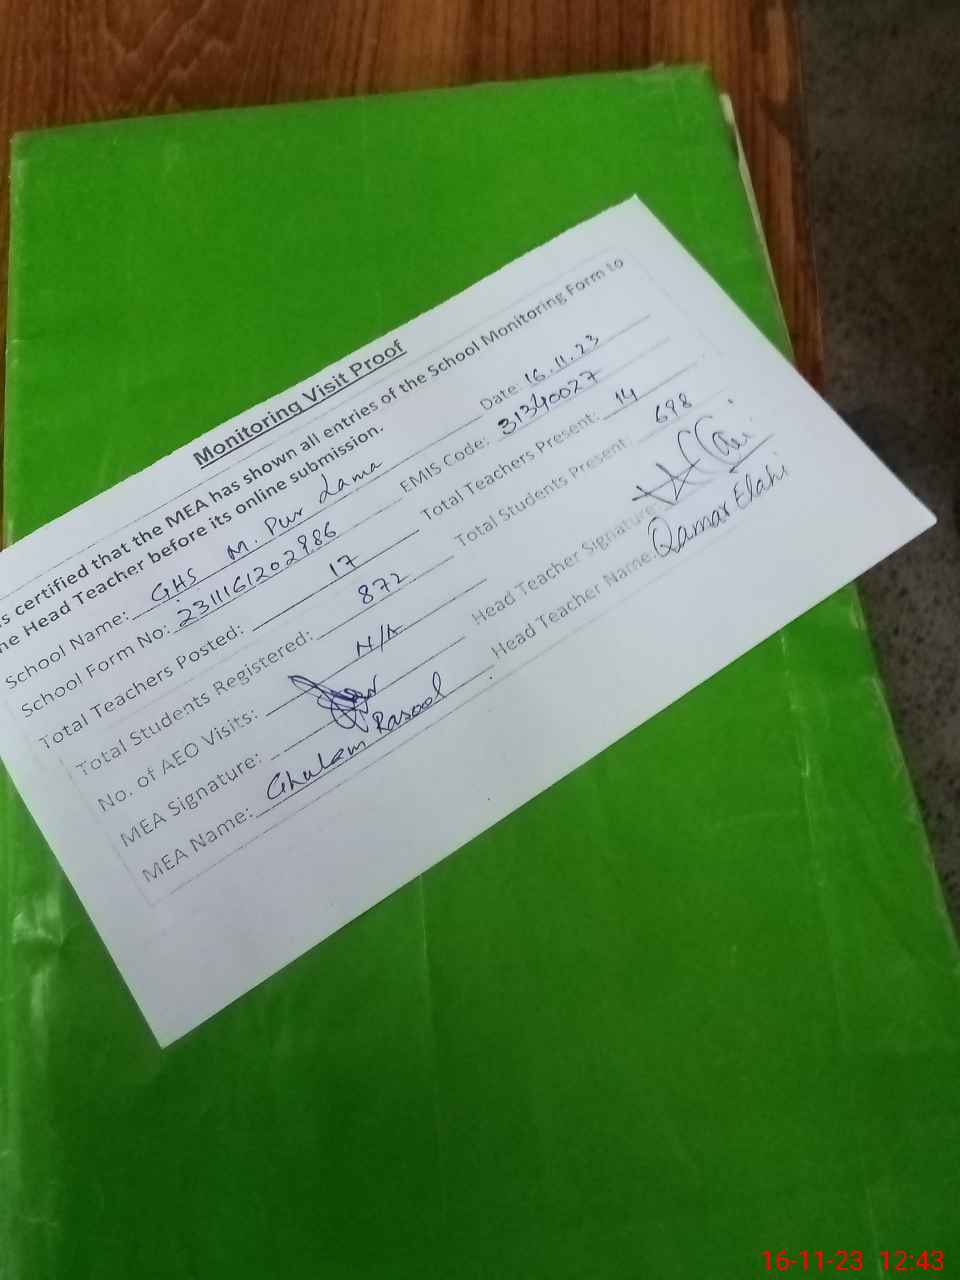 Monitoring Visit Proof
is certified that the MEA has shown all entries of the School Monitoring Form to
he Head Teacher before its online submission.
School Name: GHS M. Pur Lama Date: 16.11.23
School Form No: 2311161202986 EMIS Code: 31340027
Total Teachers Posted: 17 Total Teachers Present: 14
Total Students Registered: 872 Total Students Present: 698
No. of AEO Visits: N/A Head Teacher Signature:
MEA Signature: Head Teacher Name: Qamar Elahi
MEA Name: Ghulam Rasool
16-11-23 12:43